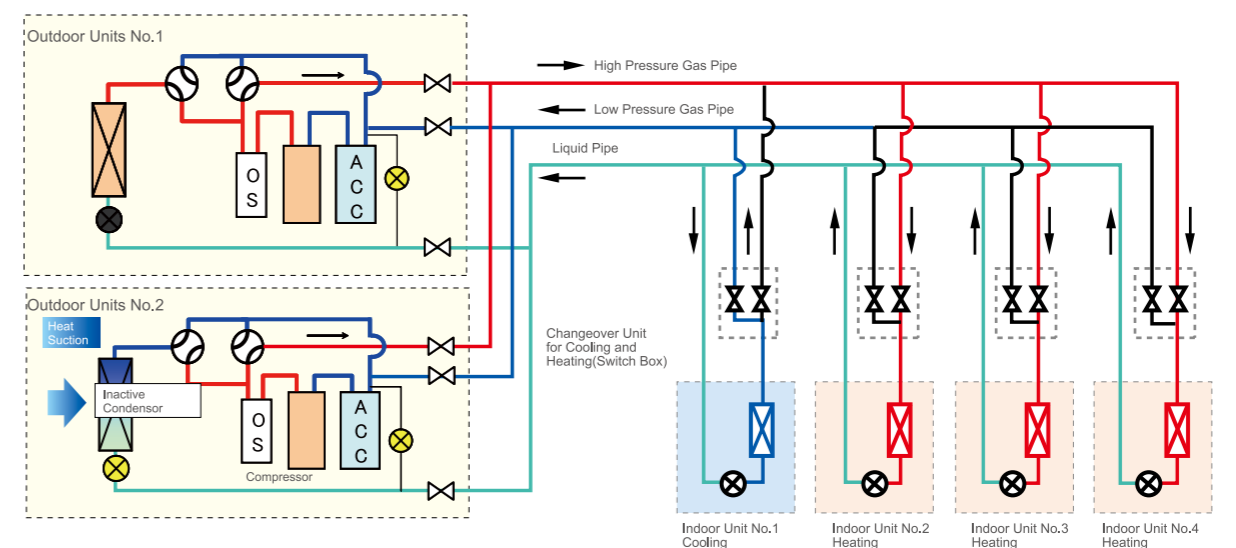 Outdoor Units No.1
O
S
A
C
C
High Pressure Gas Pipe
Low Pressure Gas Pipe
Liquid Pipe
Outdoor Units No.2
Heat
Suction
Inactive
Condensor
O
S
A
C
C
Compressor
Changeover Unit
for Cooling and
Heating(Switch Box)
Indoor Unit No.1
Cooling
Indoor Unit No.2
Heating
Indoor Unit No.3
Heating
Indoor Unit No.4
Heating